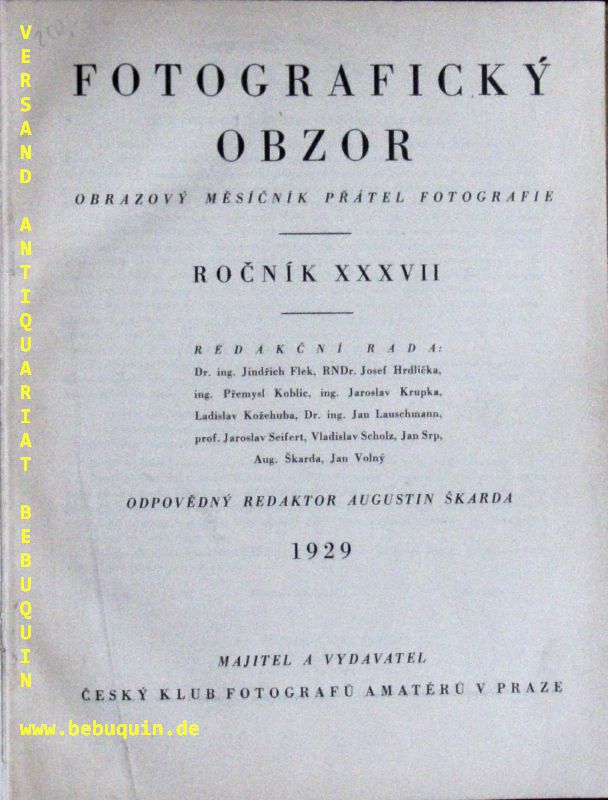 FOTOGRAFICKÝ
OBZOR
OBRAZOVÝ MĚSÍČNÍK PŘÁTEL FOTOGRAFIE
ROČNÍK XXXVII
REDAKČNÍ RADA:
Dr. ing. Jindřich Flek, RNDr. Josef Hrdlička,
ing. Přemysl Koblic, ing. Jaroslav Krupka,
Ladislav Kožehuba, Dr. ing. Jan Lauschmann,
prof. Jaroslav Seifert, Vladislav Scholz, Jan Srp,
Aug. Škarda, Jan Volný
ODPOVĚDNÝ REDAKTOR AUGUSTIN ŠKARDA
1929
MAJITEL A VYDAVATEL
ČESKÝ KLUB FOTOGRAFŮ AMATÉRŮ V PRAZE
VERSAND ANTIQUARIAT BEBUQUIN
www.bebuquin.de